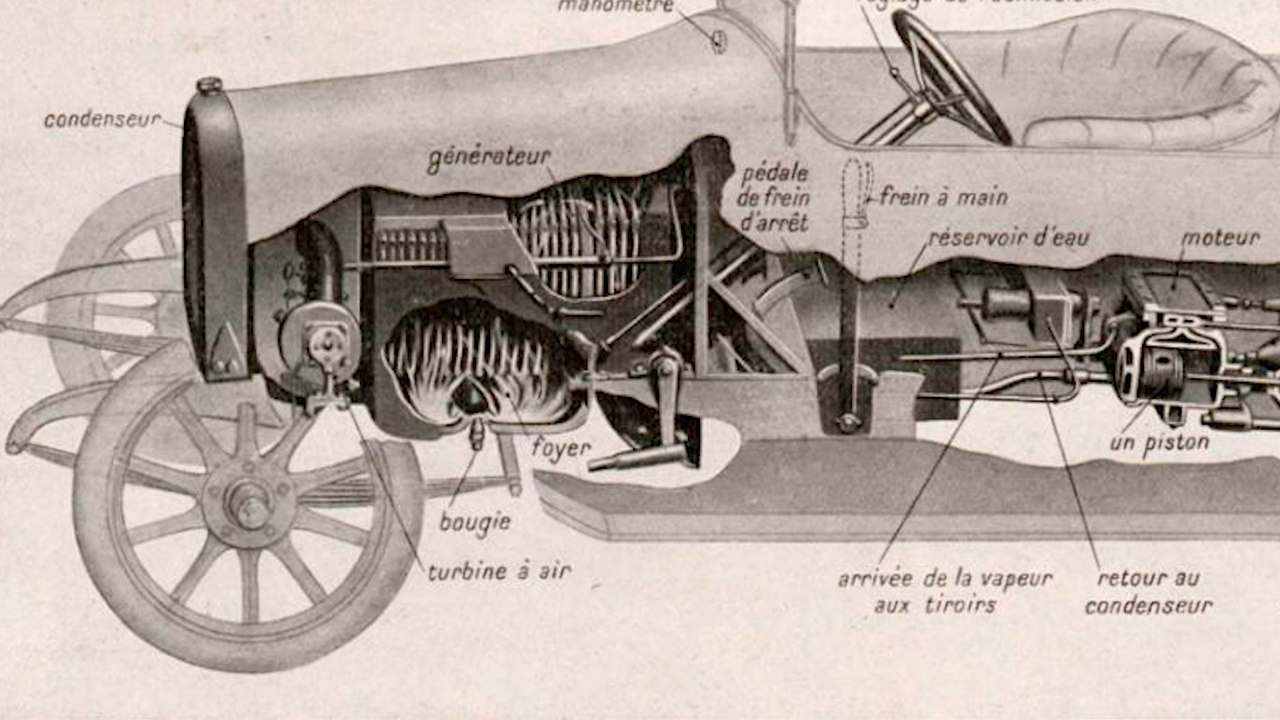 manomètre
condenseur
générateur
pédale
de frein
d'arrêt
frein à main
réservoir d'eau
moteur
foyer
un piston
bougie
turbine à air
arrivée de la vapeur
aux tiroirs
retour au
condenseur